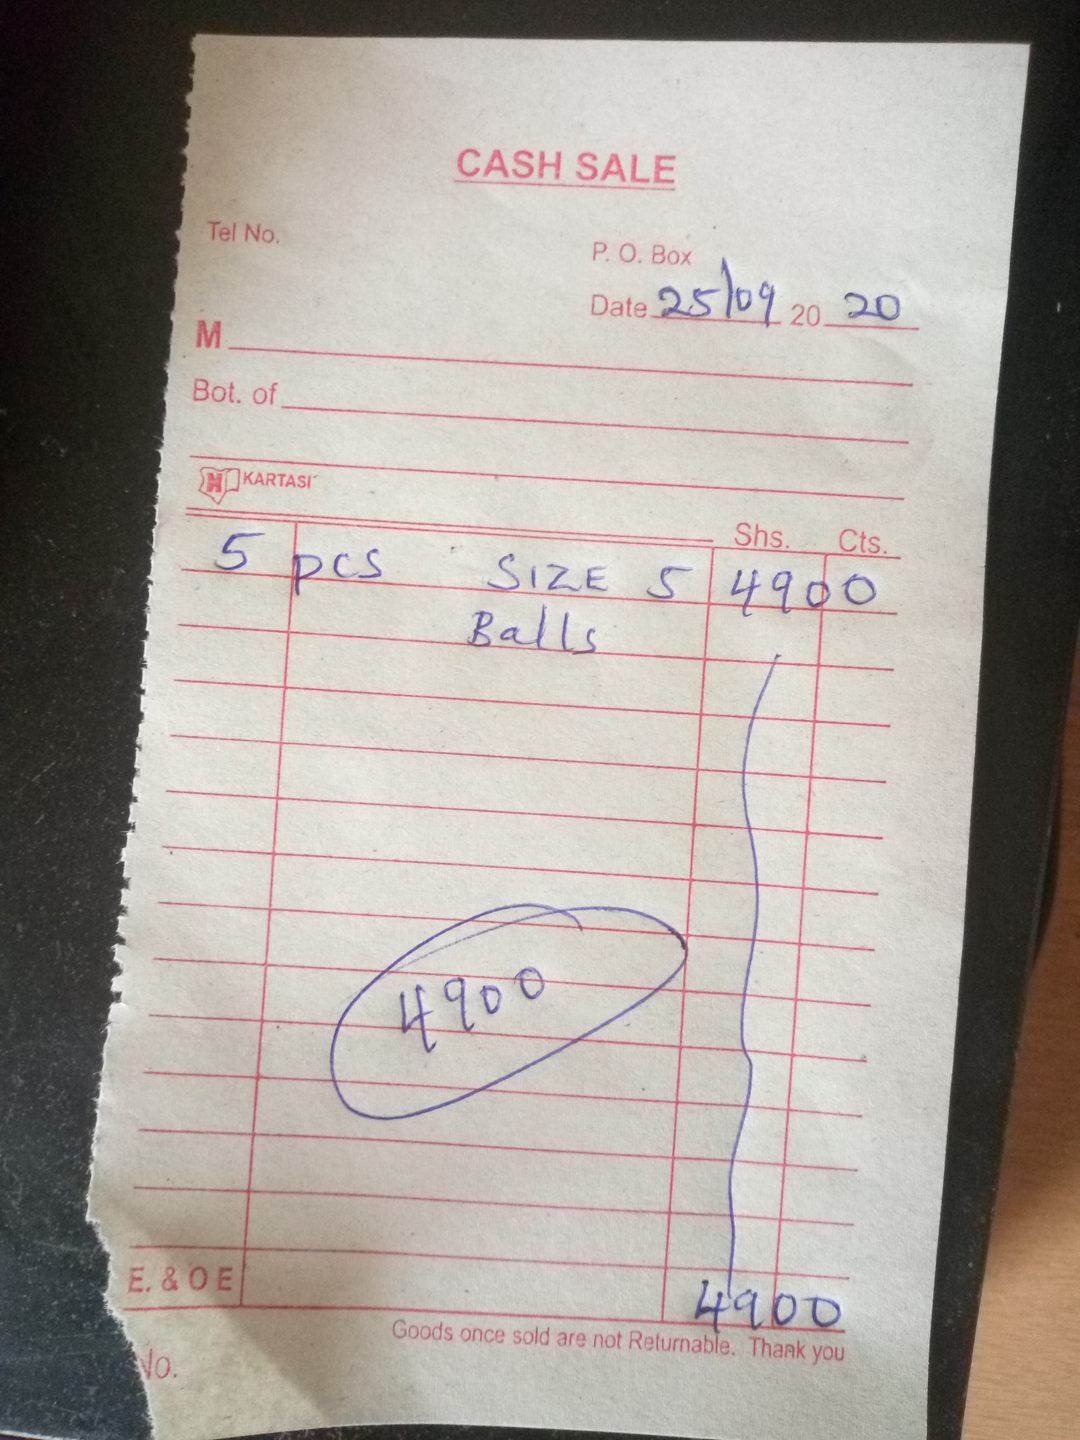 CASH SALE
Tel No.
P. O. Box
Date 25/09 20 20
M
Bot. of
H KARTASI
Shs. Cts.
5 pcs SIZE 5 4900
Balls
4900
E. & O E 4900
Goods once sold are not Returnable. Thank you
No.